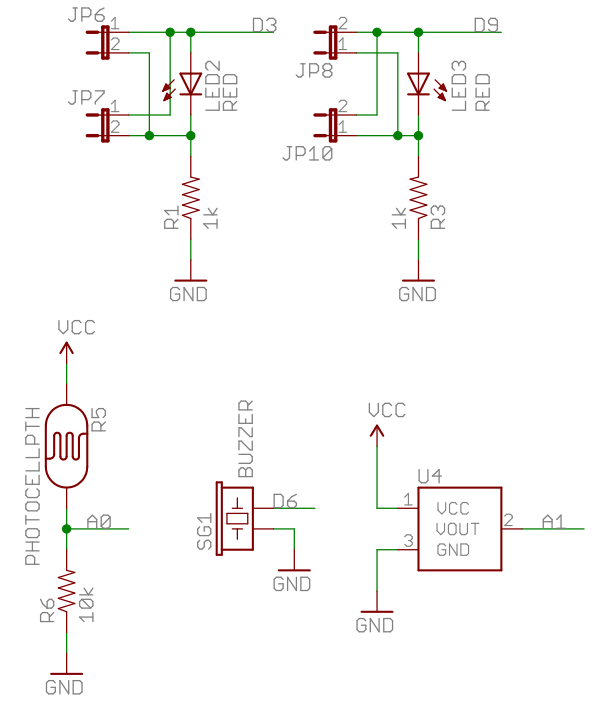 JP6
1
2
D3
LED2
RED
JP7
1
2
R1
1k
GND
2
1
D9
JP8
LED3
RED
2
1
JP10
1k
R3
GND
VCC
PHOTOCELLPTH
R5
A0
R6
10k
GND
BUZZER
SG1
D6
GND
VCC
U4
1
VCC
VOUT
2
A1
3
GND
GND